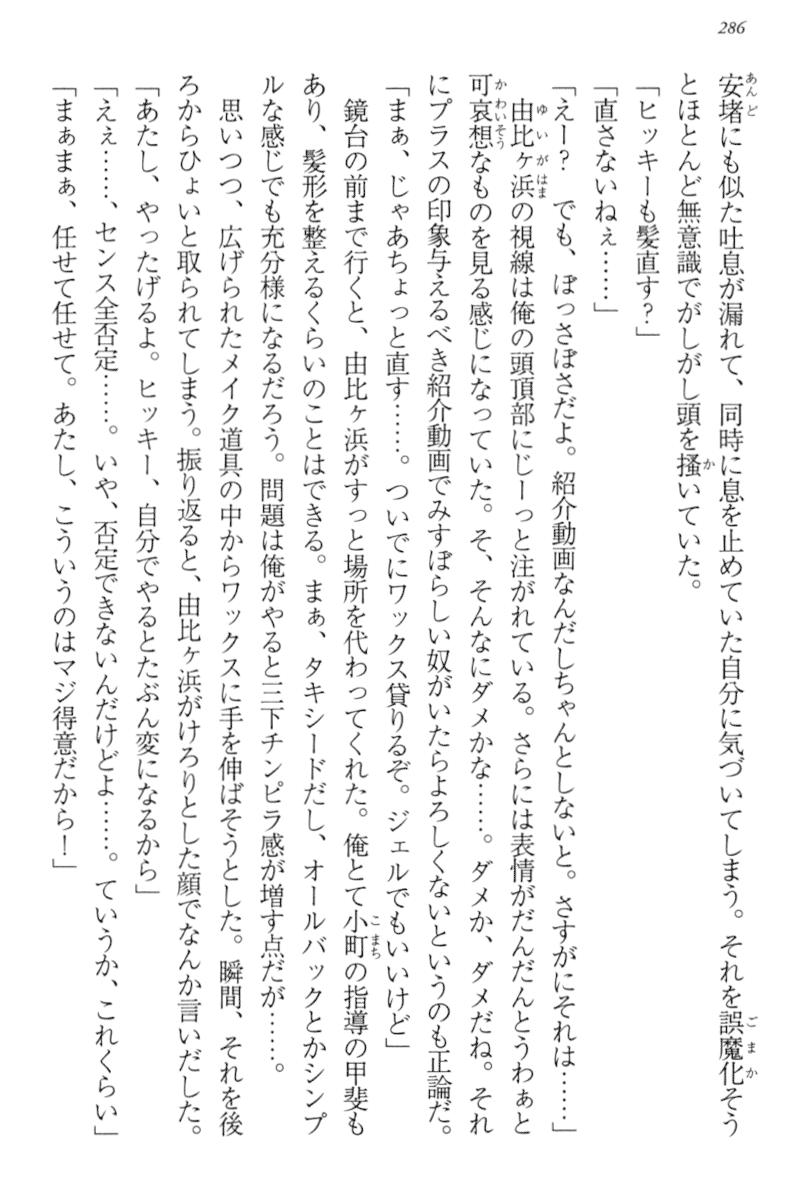 286
安堵にも似た吐息が漏れて、同時に息を止めていた自分に気づいてしまう。それを誤魔化そう
とほとんど無意識でがしがし頭を掻いていた。
「ヒッキーも髪直す?」
「直さないねぇ……」
「えー? でも、ぼっさぼさだよ。紹介動画なんだしちゃんとしないと。さすがにそれは……」
由比ヶ浜の視線は俺の頭頂部にじーっと注がれている。さらには表情がだんだんとうわぁと
可哀想なものを見る感じになっていた。そ、そんなにダメかな……。ダメか、ダメだね。それ
にプラスの印象与えるべき紹介動画でみすぼらしい奴がいたらよろしくないというのも正論だ。
「まぁ、じゃあちょっと直す……。ついでにワックス貸りるぞ。ジェルでもいいけど」
鏡台の前まで行くと、由比ヶ浜がすっと場所を代わってくれた。俺とて小町の指導の甲斐も
あり、髪形を整えるくらいのことはできる。まぁ、タキシードだし、オールバックとかシンプ
ルな感じでも充分様になるだろう。問題は俺がやると三下チンピラ感が増す点だが……。
思いつつ、広げられたメイク道具の中からワックスに手を伸ばそうとした。瞬間、それを後
ろからひょいと取られてしまう。振り返ると、由比ヶ浜がけろりとした顔でなんか言いだした。
「あたし、やったげるよ。ヒッキー、自分でやるとたぶん変になるから」
「えぇ……、センス全否定……。いや、否定できないんだけどよ……。ていうか、これくらい」
「まぁまぁ、任せて任せて。あたし、こういうのはマジ得意だから!」